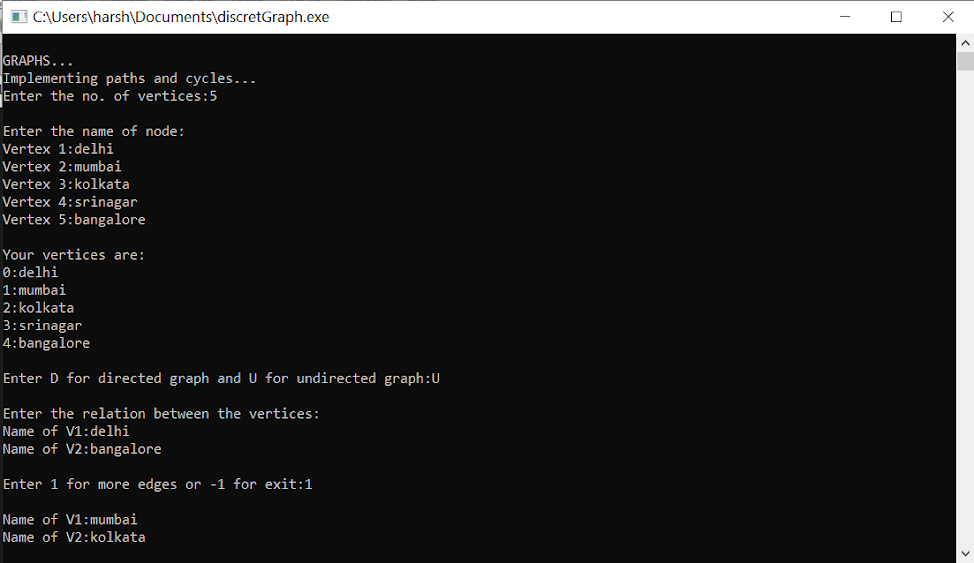 C:\Users\harsh\Documents\discretGraph.exe
GRAPHS...
Implementing paths and cycles...
Enter the no. of vertices:5
Enter the name of node:
Vertex 1:delhi
Vertex 2:mumbai
Vertex 3:kolkata
Vertex 4:srinagar
Vertex 5:bangalore
Your vertices are:
0:delhi
1:mumbai
2:kolkata
3:srinagar
4:bangalore
Enter D for directed graph and U for undirected graph:U
Enter the relation between the vertices:
Name of V1:delhi
Name of V2:bangalore
Enter 1 for more edges or -1 for exit:1
Name of V1:mumbai
Name of V2:kolkata